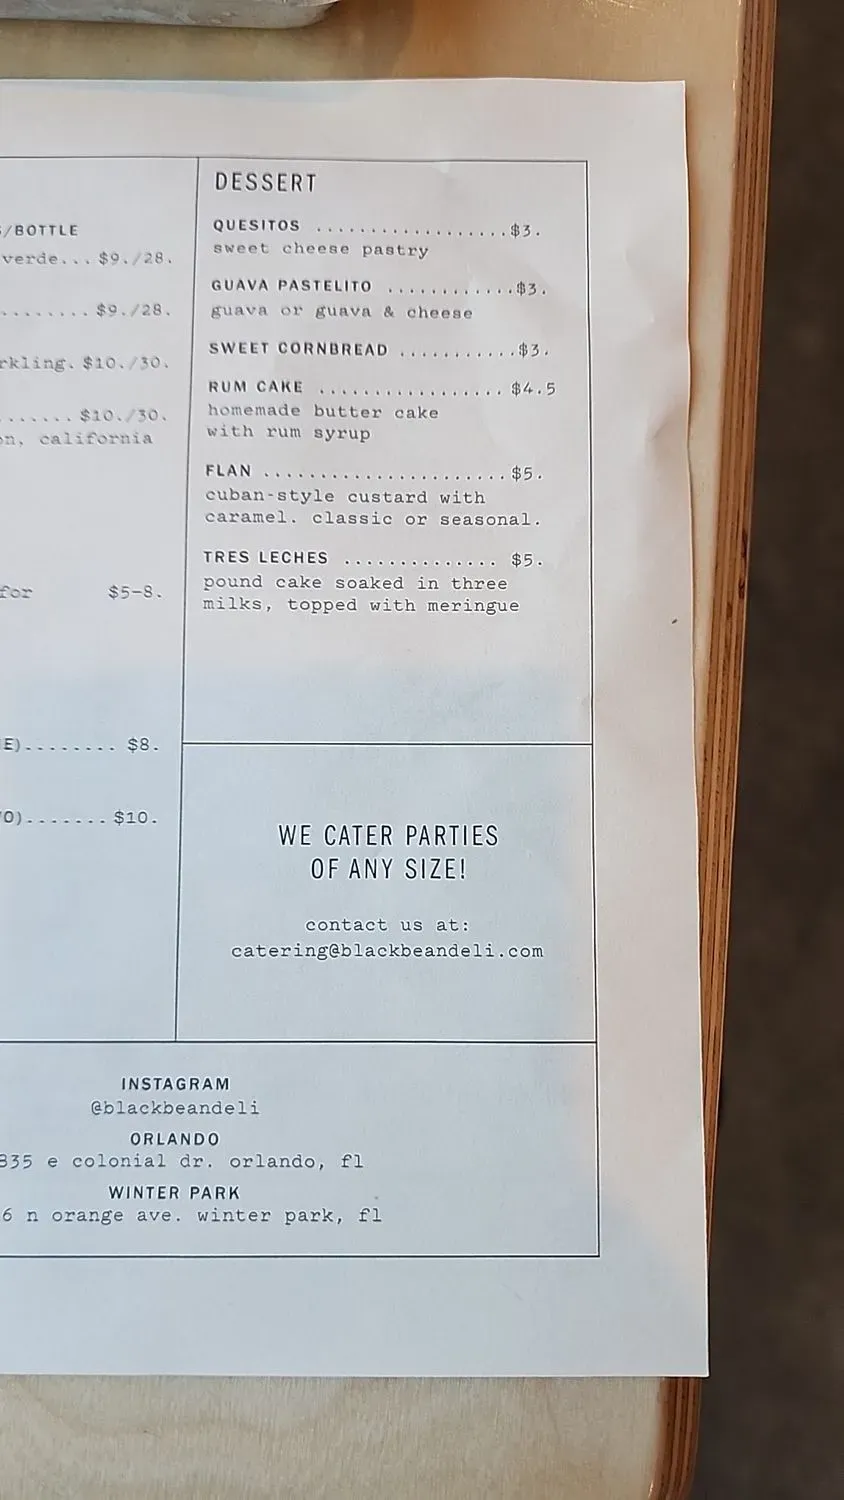 /BOTTLE
verde... $9./28.
........ $9./28.
$10./30.
....... $10./30.
california
for $5–8.
E)........ $8.
O)....... $10.
DESSERT
QUESITOS ..................$3.
sweet cheese pastry
GUAVA PASTELITO ............$3.
guava or guava & cheese
SWEET CORNBREAD ...........$3.
RUM CAKE ................. $4.5
homemade butter cake
with rum syrup
FLAN ......................$5.
cuban-style custard with
caramel. classic or seasonal.
TRES LECHES .............. $5.
pound cake soaked in three
milks, topped with meringue
WE CATER PARTIES
OF ANY SIZE!
contact us at:
catering@blackbeandeli.com
INSTAGRAM
@blackbeandeli
ORLANDO
835 e colonial dr. orlando, fl
WINTER PARK
6 n orange ave. winter park, fl